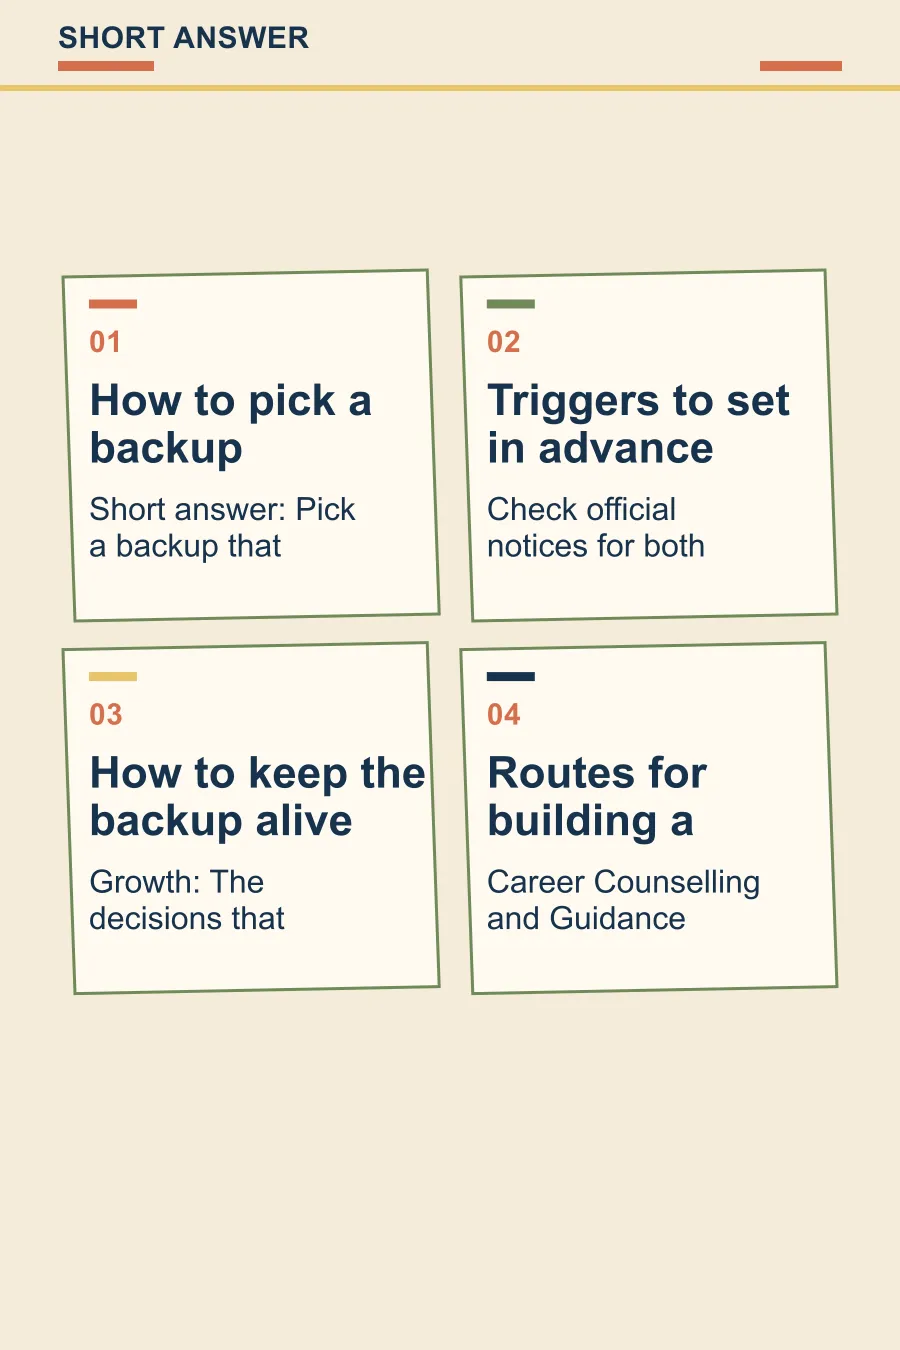 SHORT ANSWER
01
How to pick a
backup
Short answer: Pick
a backup that
02
Triggers to set
in advance
Check official
notices for both
03
How to keep the
backup alive
Growth: The
decisions that
04
Routes for
building a
Career Counselling
and Guidance